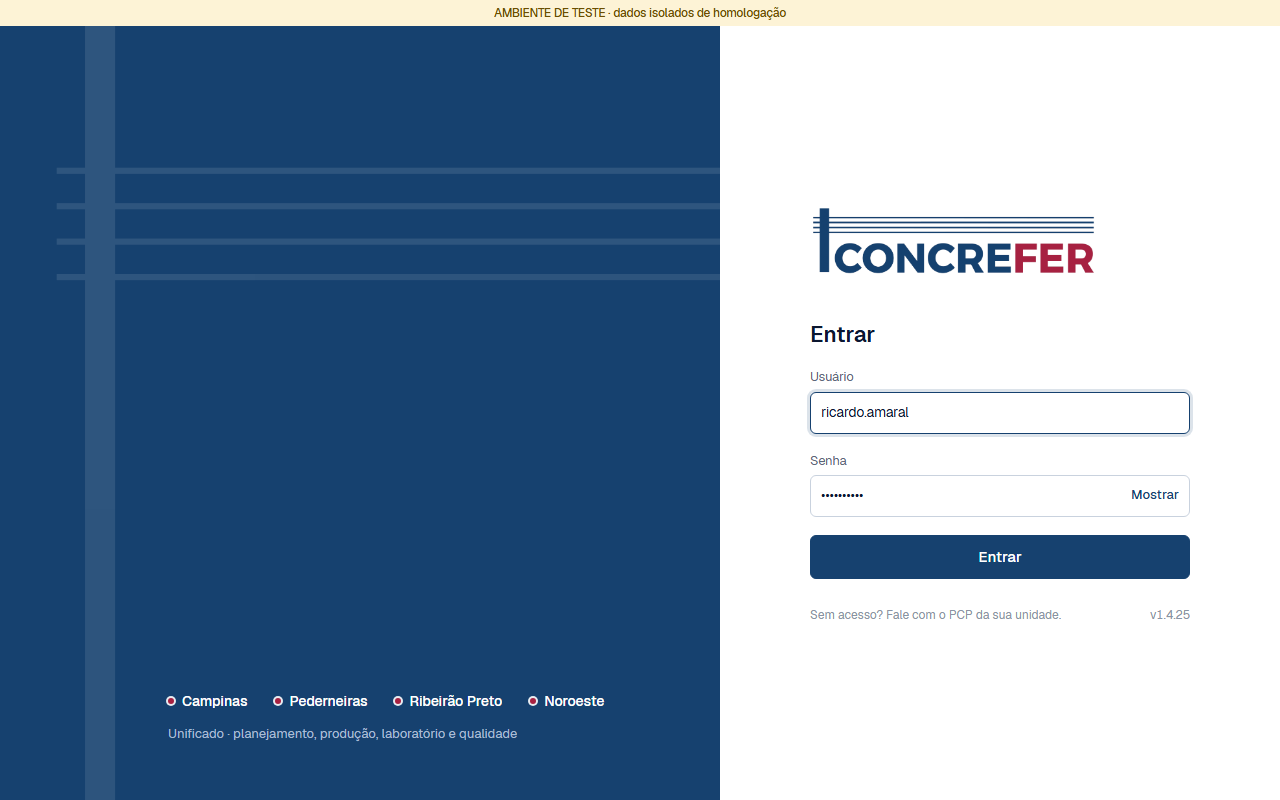 AMBIENTE DE TESTE · dados isolados de homologação
CONCREFER
Entrar
Usuário
ricardo.amaral
Senha
••••••••••
Mostrar
Entrar
Sem acesso? Fale com o PCP da sua unidade.
v1.4.25
Campinas
Pederneiras
Ribeirão Preto
Noroeste
Unificado · planejamento, produção, laboratório e qualidade